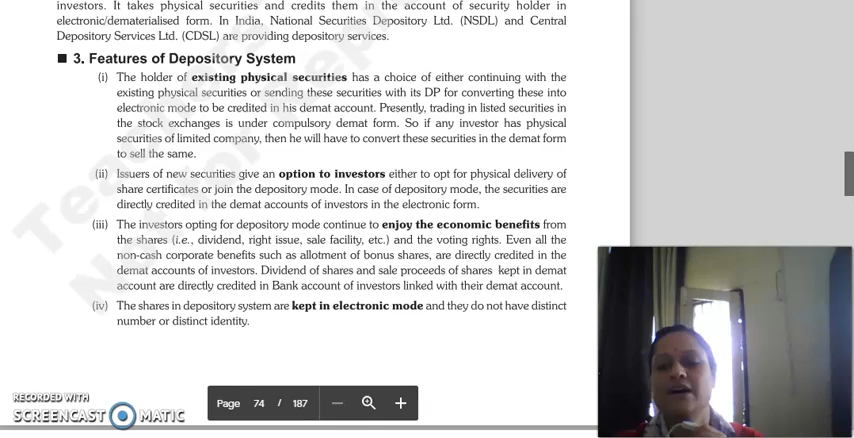 investors. It takes physical securities and credits them in the account of security holder in
electronic/dematerialised form. In India, National Securities Depository Ltd. (NSDL) and Central
Depository Services Ltd. (CDSL) are providing depository services.
■ 3. Features of Depository System
(i) The holder of existing physical securities has a choice of either continuing with the
existing physical securities or sending these securities with its DP for converting these into
electronic mode to be credited in his demat account. Presently, trading in listed securities in
the stock exchanges is under compulsory demat form. So if any investor has physical
securities of limited company, then he will have to convert these securities in the demat form
to sell the same.
(ii) Issuers of new securities give an option to investors either to opt for physical delivery of
share certificates or join the depository mode. In case of depository mode, the securities are
directly credited in the demat accounts of investors in the electronic form.
(iii) The investors opting for depository mode continue to enjoy the economic benefits from
the shares (i.e., dividend, right issue, sale facility, etc.) and the voting rights. Even all the
non-cash corporate benefits such as allotment of bonus shares, are directly credited in the
demat accounts of investors. Dividend of shares and sale proceeds of shares kept in demat
account are directly credited in Bank account of investors linked with their demat account.
(iv) The shares in depository system are kept in electronic mode and they do not have distinct
number or distinct identity.
RECORDED WITH
SCREENCAST MATIC
Page 74 / 187